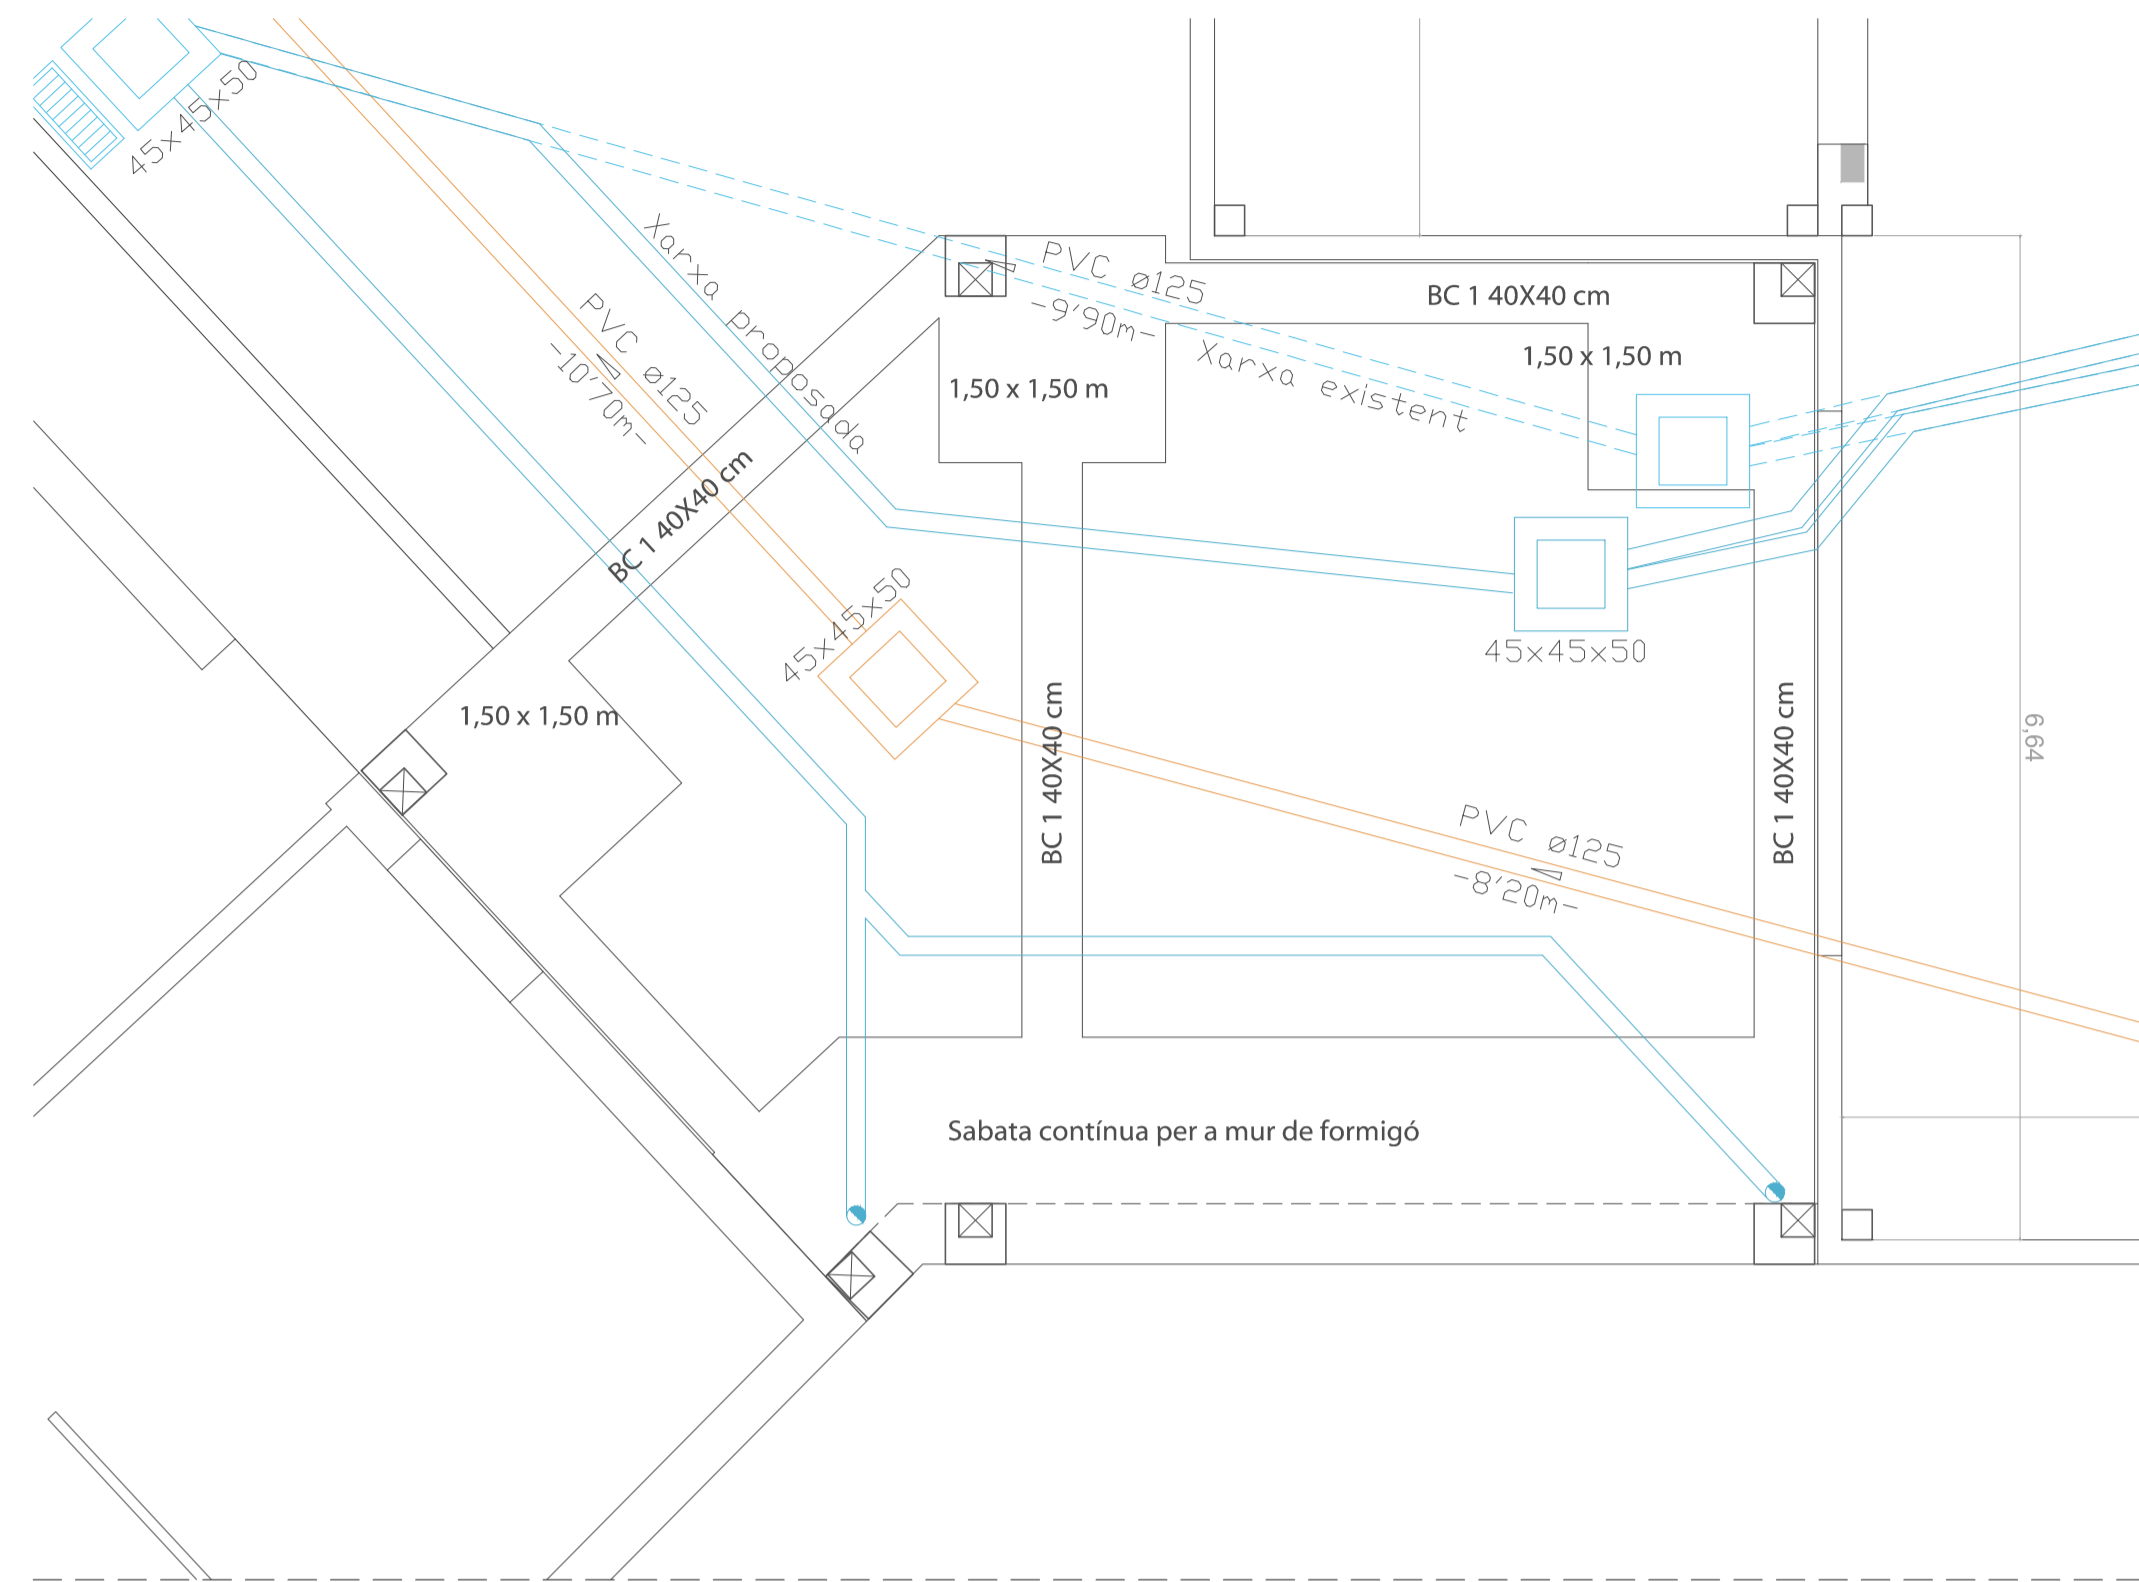 45x45x50
PVC ø125
-9'90m-
BC 1 40X40 cm
Xarxa proposada
PVC ø125
-10'70m-
Xarxa existent
1,50 x 1,50 m
1,50 x 1,50 m
BC 1 40X40 cm
45x45x50
45x45x50
1,50 x 1,50 m
BC 1 40X40 cm
BC 1 40X40 cm
6,64
PVC ø125
-8'20m-
Sabata contínua per a mur de formigó